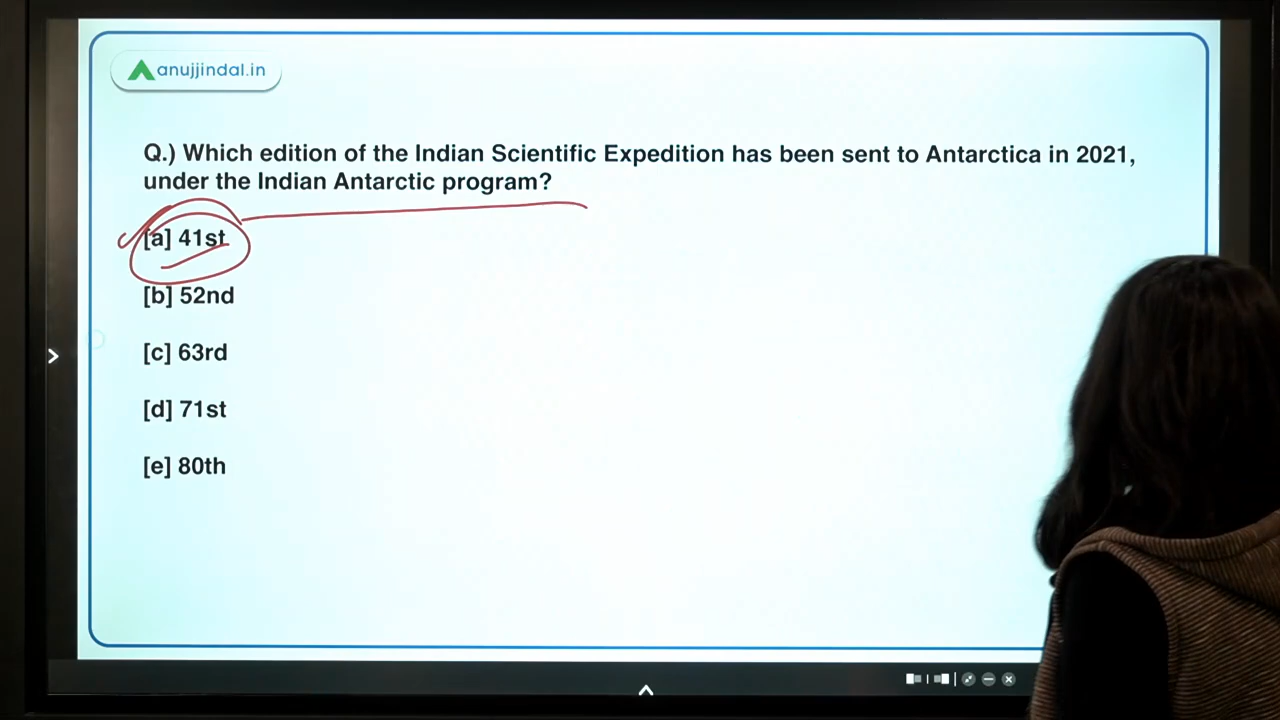 anujjindal.in
Q.) Which edition of the Indian Scientific Expedition has been sent to Antarctica in 2021,
under the Indian Antarctic program?
[a] 41st
[b] 52nd
[c] 63rd
[d] 71st
[e] 80th